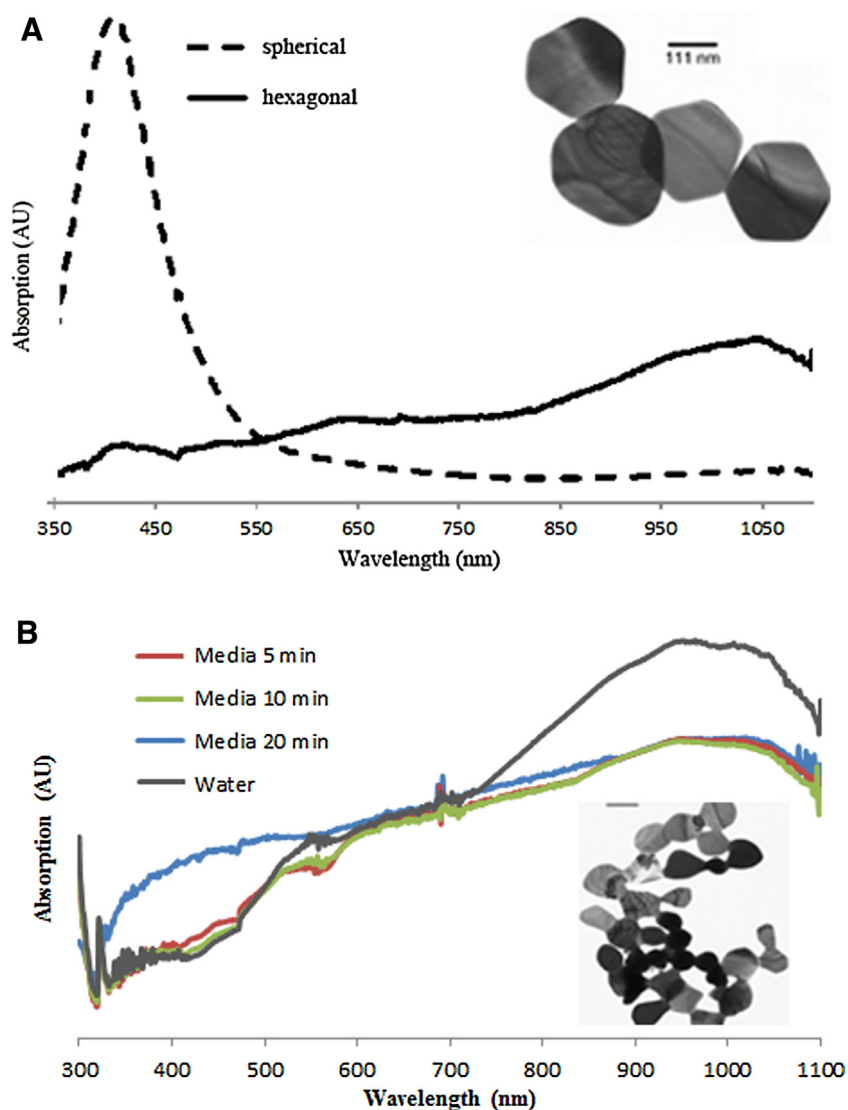 A
spherical
hexagonal
111 nm
Absorption (AU)
350 450 550 650 750 850 950 1050
Wavelength (nm)
B
Media 5 min
Media 10 min
Media 20 min
Water
Absorption (AU)
300 400 500 600 700 800 900 1000 1100
Wavelength (nm)